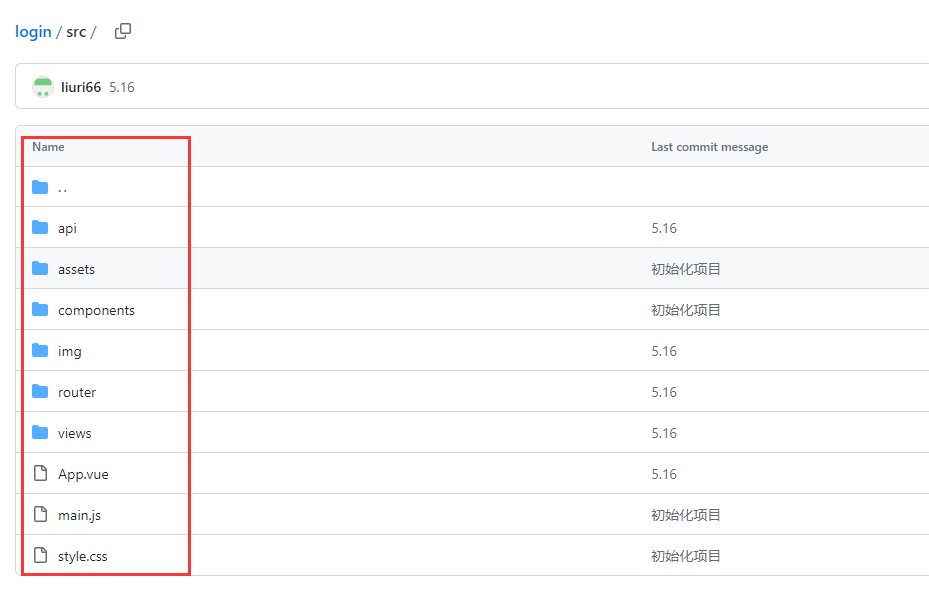 login / src /
liuri66 5.16
Name Last commit message
..
api 5.16
assets 初始化项目
components 初始化项目
img 5.16
router 5.16
views 5.16
App.vue 5.16
main.js 初始化项目
style.css 初始化项目